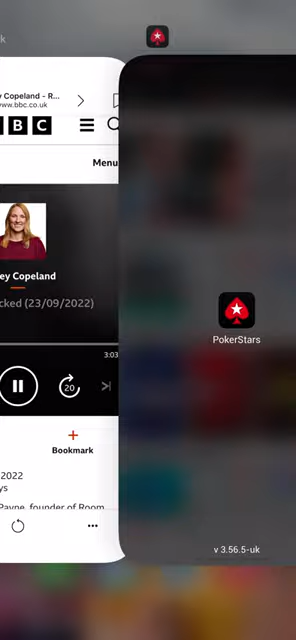 k
y Copeland - R...
www.bbc.co.uk
BBC
Menu
ey Copeland
cked (23/09/2022)
3:03
20
Bookmark
2022
ys
Payne, founder of Room
PokerStars
v 3.56.5-uk